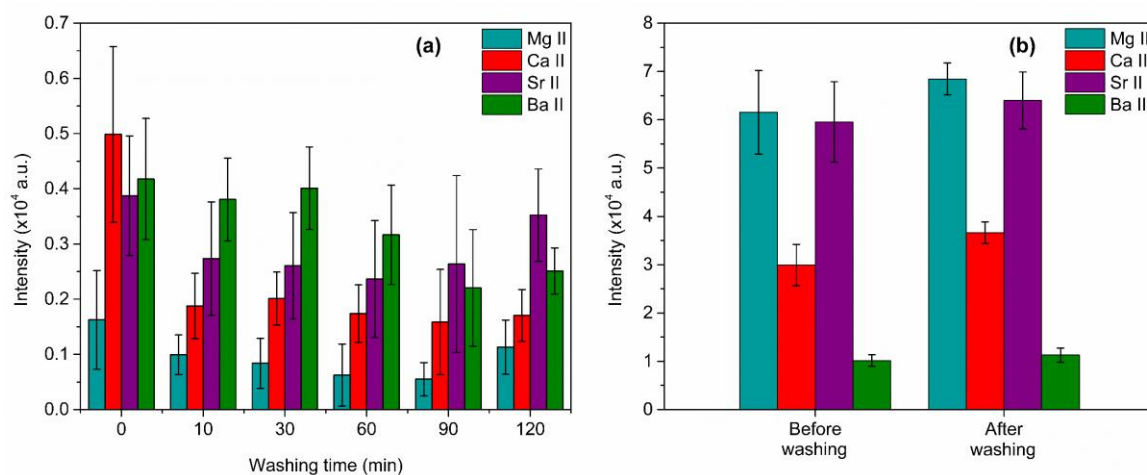 (a)
Mg II
Ca II
Sr II
Ba II
Intensity (x10⁴ a.u.)
0.7
0.6
0.5
0.4
0.3
0.2
0.1
0.0
0 10 30 60 90 120
Washing time (min)
(b)
Mg II
Ca II
Sr II
Ba II
Intensity (x10⁴ a.u.)
8
7
6
5
4
3
2
1
0
Before washing
After washing